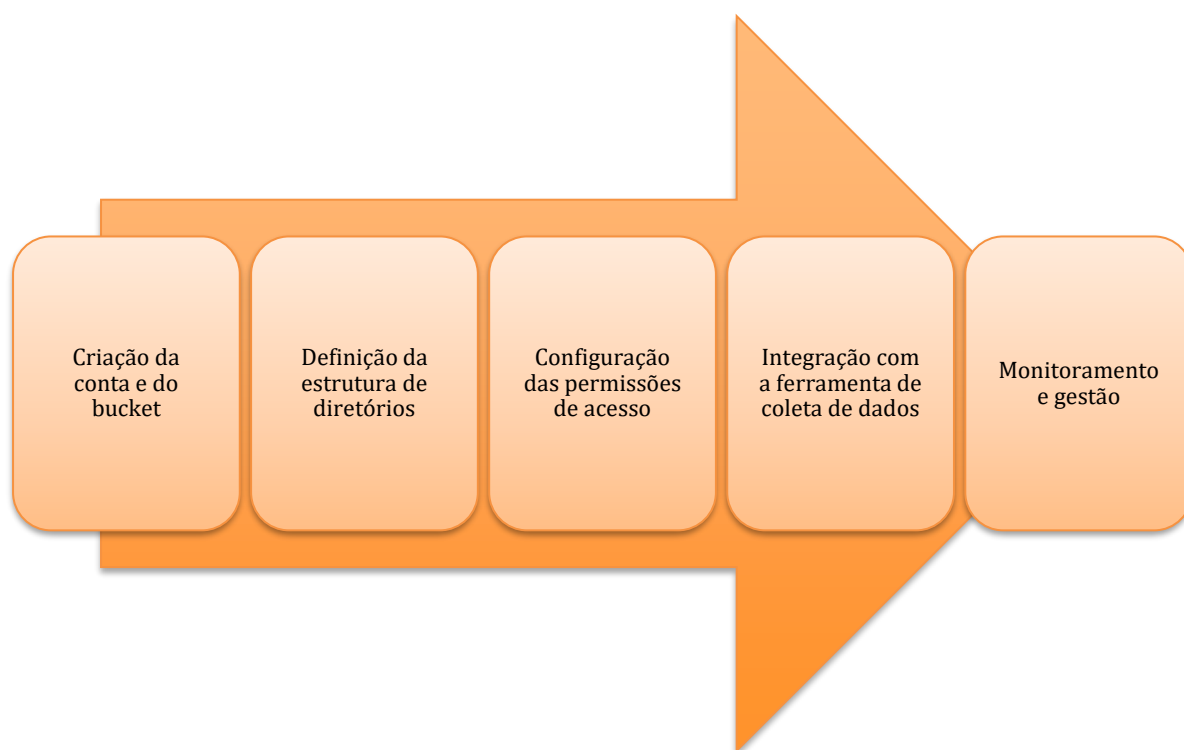 Criação da
conta e do
bucket
Definição da
estrutura de
diretórios
Configuração
das permissões
de acesso
Integração com
a ferramenta de
coleta de dados
Monitoramento
e gestão